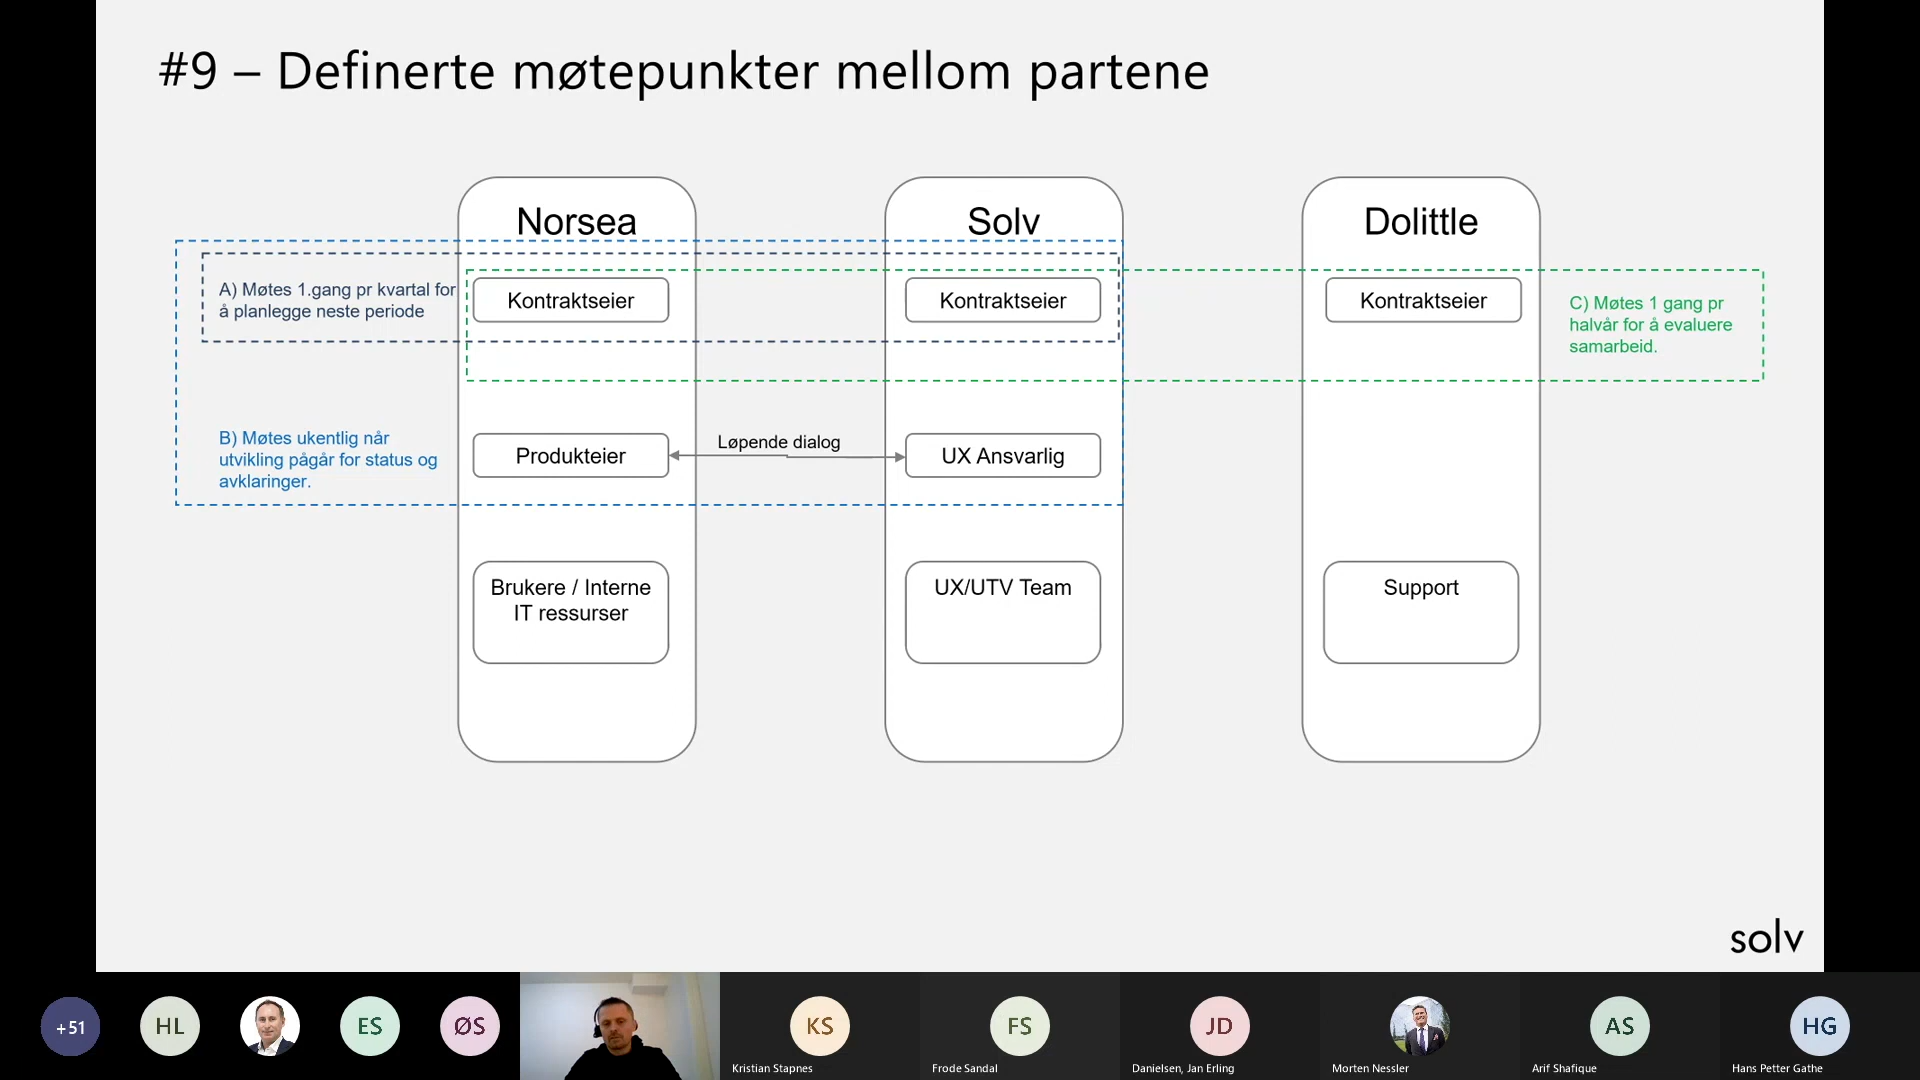 #9 – Definerte møtepunkter mellom partene
Norsea
Solv
Dolittle
A) Møtes 1.gang pr kvartal for
å planlegge neste periode
Kontraktseier
Kontraktseier
Kontraktseier
C) Møtes 1 gang pr
halvår for å evaluere
samarbeid.
B) Møtes ukentlig når
utvikling pågår for status og
avklaringer.
Produkteier
Løpende dialog
UX Ansvarlig
Brukere / Interne
IT ressurser
UX/UTV Team
Support
solv
+51
HL
ES
ØS
KS
Kristian Stapnes
FS
Frode Sandal
JD
Danielsen, Jan Erling
Morten Nessler
AS
Arif Shafique
HG
Hans Petter Gathe